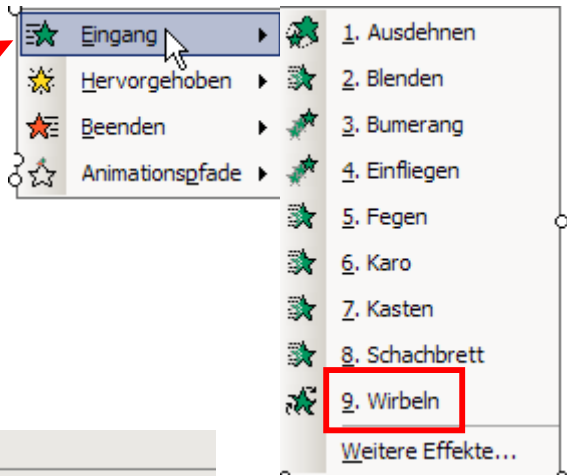 Eingang
Hervorgehoben
Beenden
Animationspfade
1. Ausdehnen
2. Blenden
3. Bumerang
4. Einfliegen
5. Fegen
6. Karo
7. Kasten
8. Schachbrett
9. Wirbeln
Weitere Effekte...